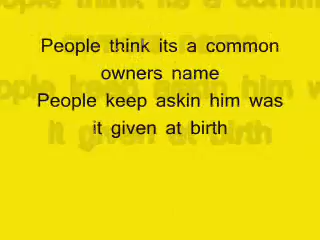 People think its a common
owners name
People keep askin him was
it given at birth